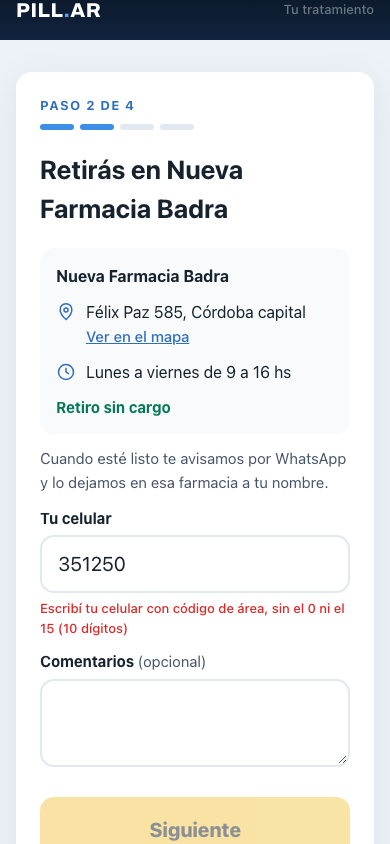 PILL.AR
Tu tratamiento
PASO 2 DE 4
Retirás en Nueva
Farmacia Badra
Nueva Farmacia Badra
Félix Paz 585, Córdoba capital
Ver en el mapa
Lunes a viernes de 9 a 16 hs
Retiro sin cargo
Cuando esté listo te avisamos por WhatsApp
y lo dejamos en esa farmacia a tu nombre.
Tu celular
351250
Escribí tu celular con código de área, sin el 0 ni el
15 (10 dígitos)
Comentarios (opcional)
Siguiente